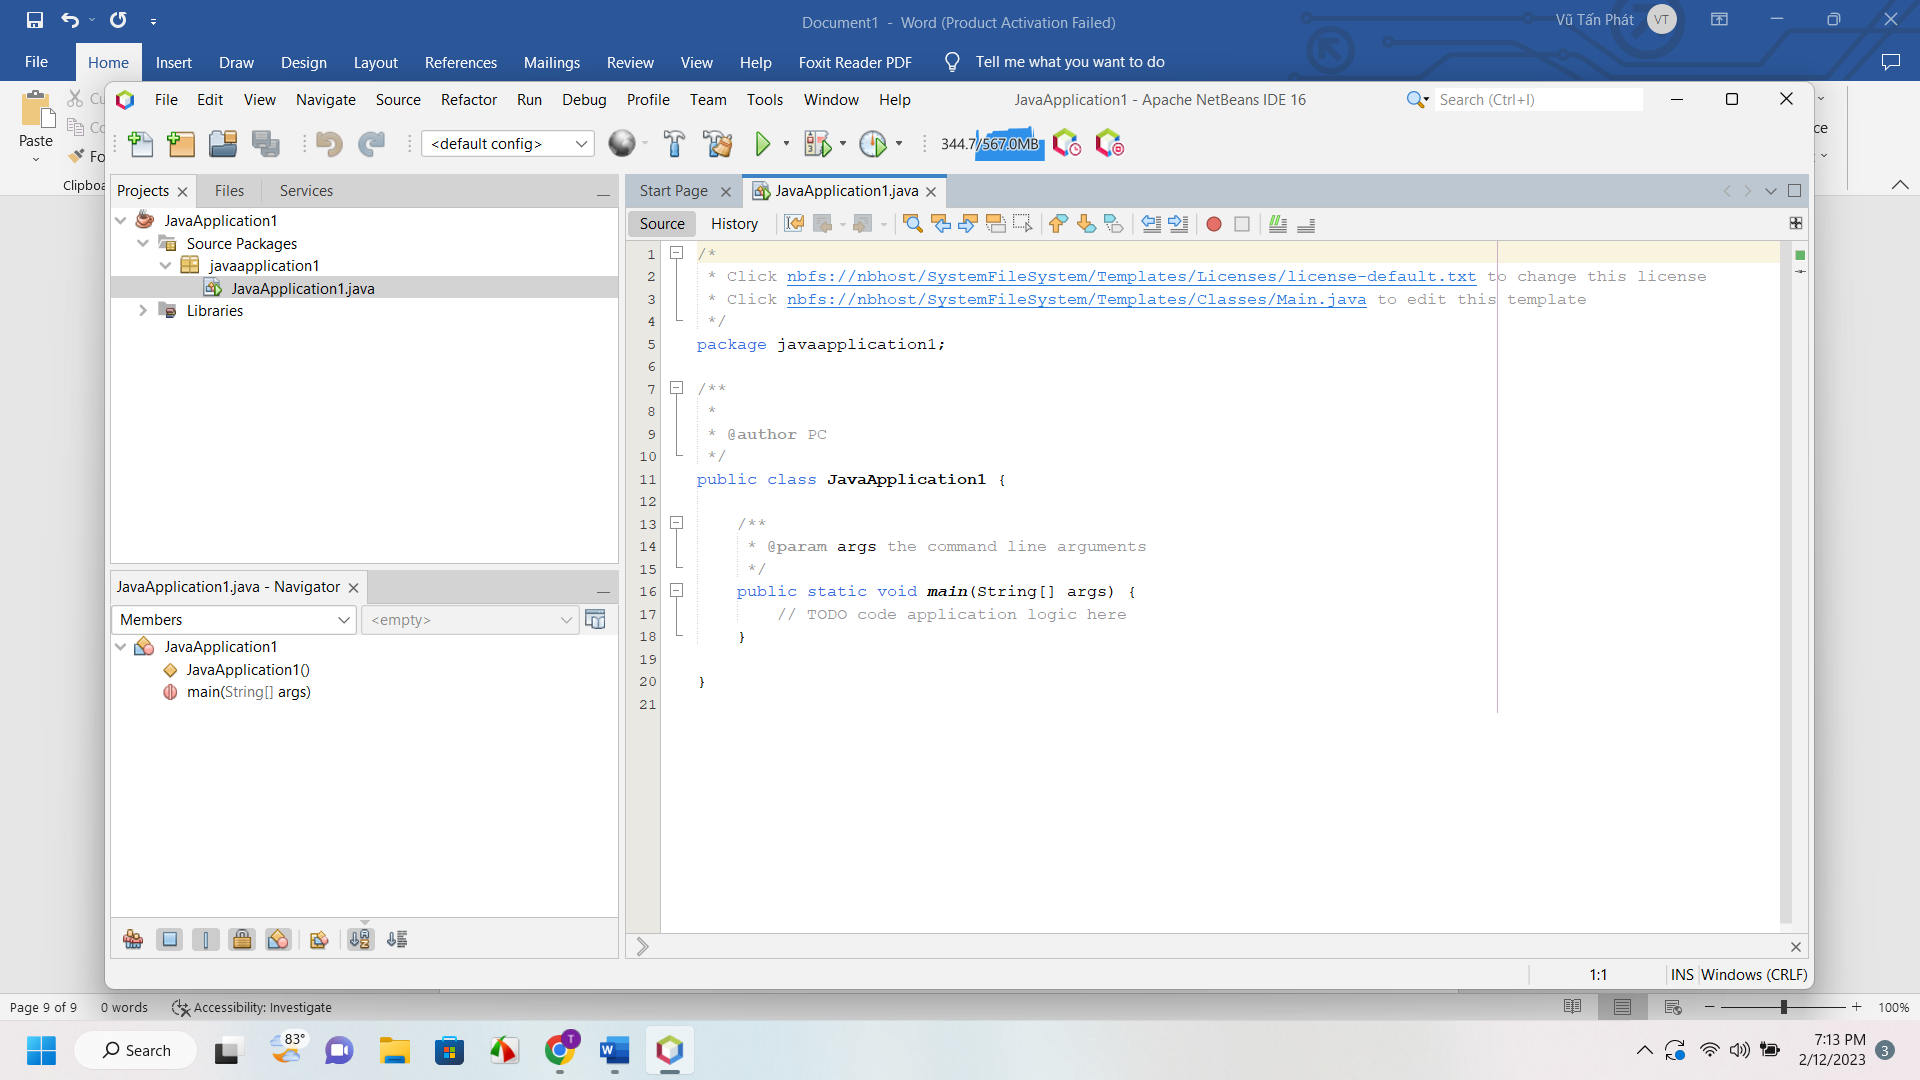 Document1 - Word (Product Activation Failed)
Vũ Tấn Phát
VT
File Home Insert Draw Design Layout References Mailings Review View Help Foxit Reader PDF Tell me what you want to do
Paste
Fo
Clipboa
File Edit View Navigate Source Refactor Run Debug Profile Team Tools Window Help
JavaApplication1 - Apache NetBeans IDE 16
Search (Ctrl+I)
<default config>
344.7/567.0MB
Projects Files Services
JavaApplication1
Source Packages
javaapplication1
JavaApplication1.java
Libraries
Start Page JavaApplication1.java
Source History
1 /*
2 * Click nbfs://nbhost/SystemFileSystem/Templates/Licenses/license-default.txt to change this license
3 * Click nbfs://nbhost/SystemFileSystem/Templates/Classes/Main.java to edit this template
4 */
5 package javaapplication1;
6
7 /**
8 *
9 * @author PC
10 */
11 public class JavaApplication1 {
12
13 /**
14 * @param args the command line arguments
15 */
16 public static void main(String[] args) {
17 // TODO code application logic here
18 }
19
20 }
21
JavaApplication1.java - Navigator
Members
<empty>
JavaApplication1
JavaApplication1()
main(String[] args)
1:1 INS Windows (CRLF)
Page 9 of 9 0 words Accessibility: Investigate
100%
Search
83°
T
7:13 PM
2/12/2023
3